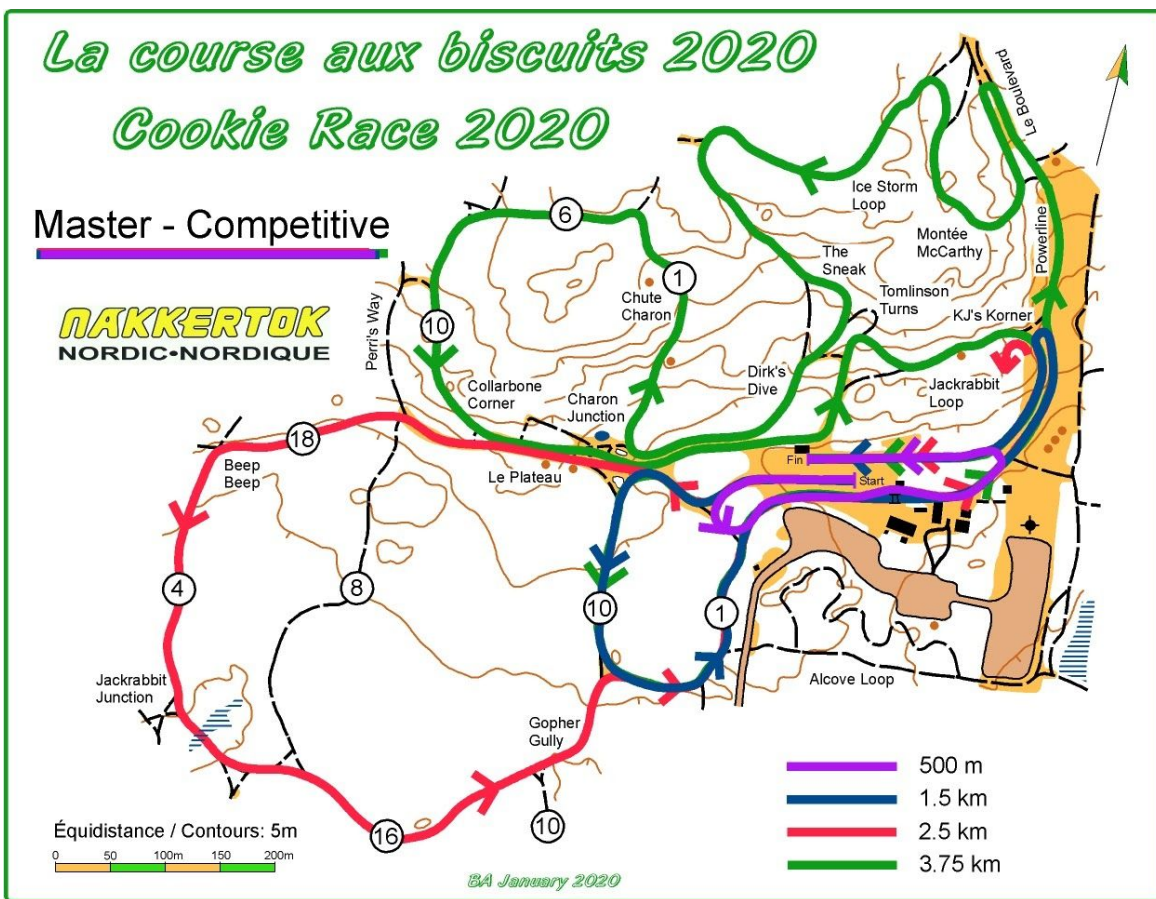 La course aux biscuits 2020
Cookie Race 2020
Master - Competitive
NAKKERTOK
NORDIC•NORDIQUE
Le Boulevard
Ice Storm
Loop
Montée
McCarthy
Powerline
6
The
Sneak
1
Chute
Charon
Tomlinson
Turns
KJ's Korner
10
Perri's Way
Collarbone
Corner
Charon
Junction
Dirk's
Dive
Jackrabbit
Loop
18
Beep
Beep
Le Plateau
Fin
Start
4
8
10
1
Jackrabbit
Junction
Alcove Loop
Gopher
Gully
10
16
500 m
1.5 km
2.5 km
3.75 km
Équidistance / Contours: 5m
0 50 100m 150 200m
BA January 2020